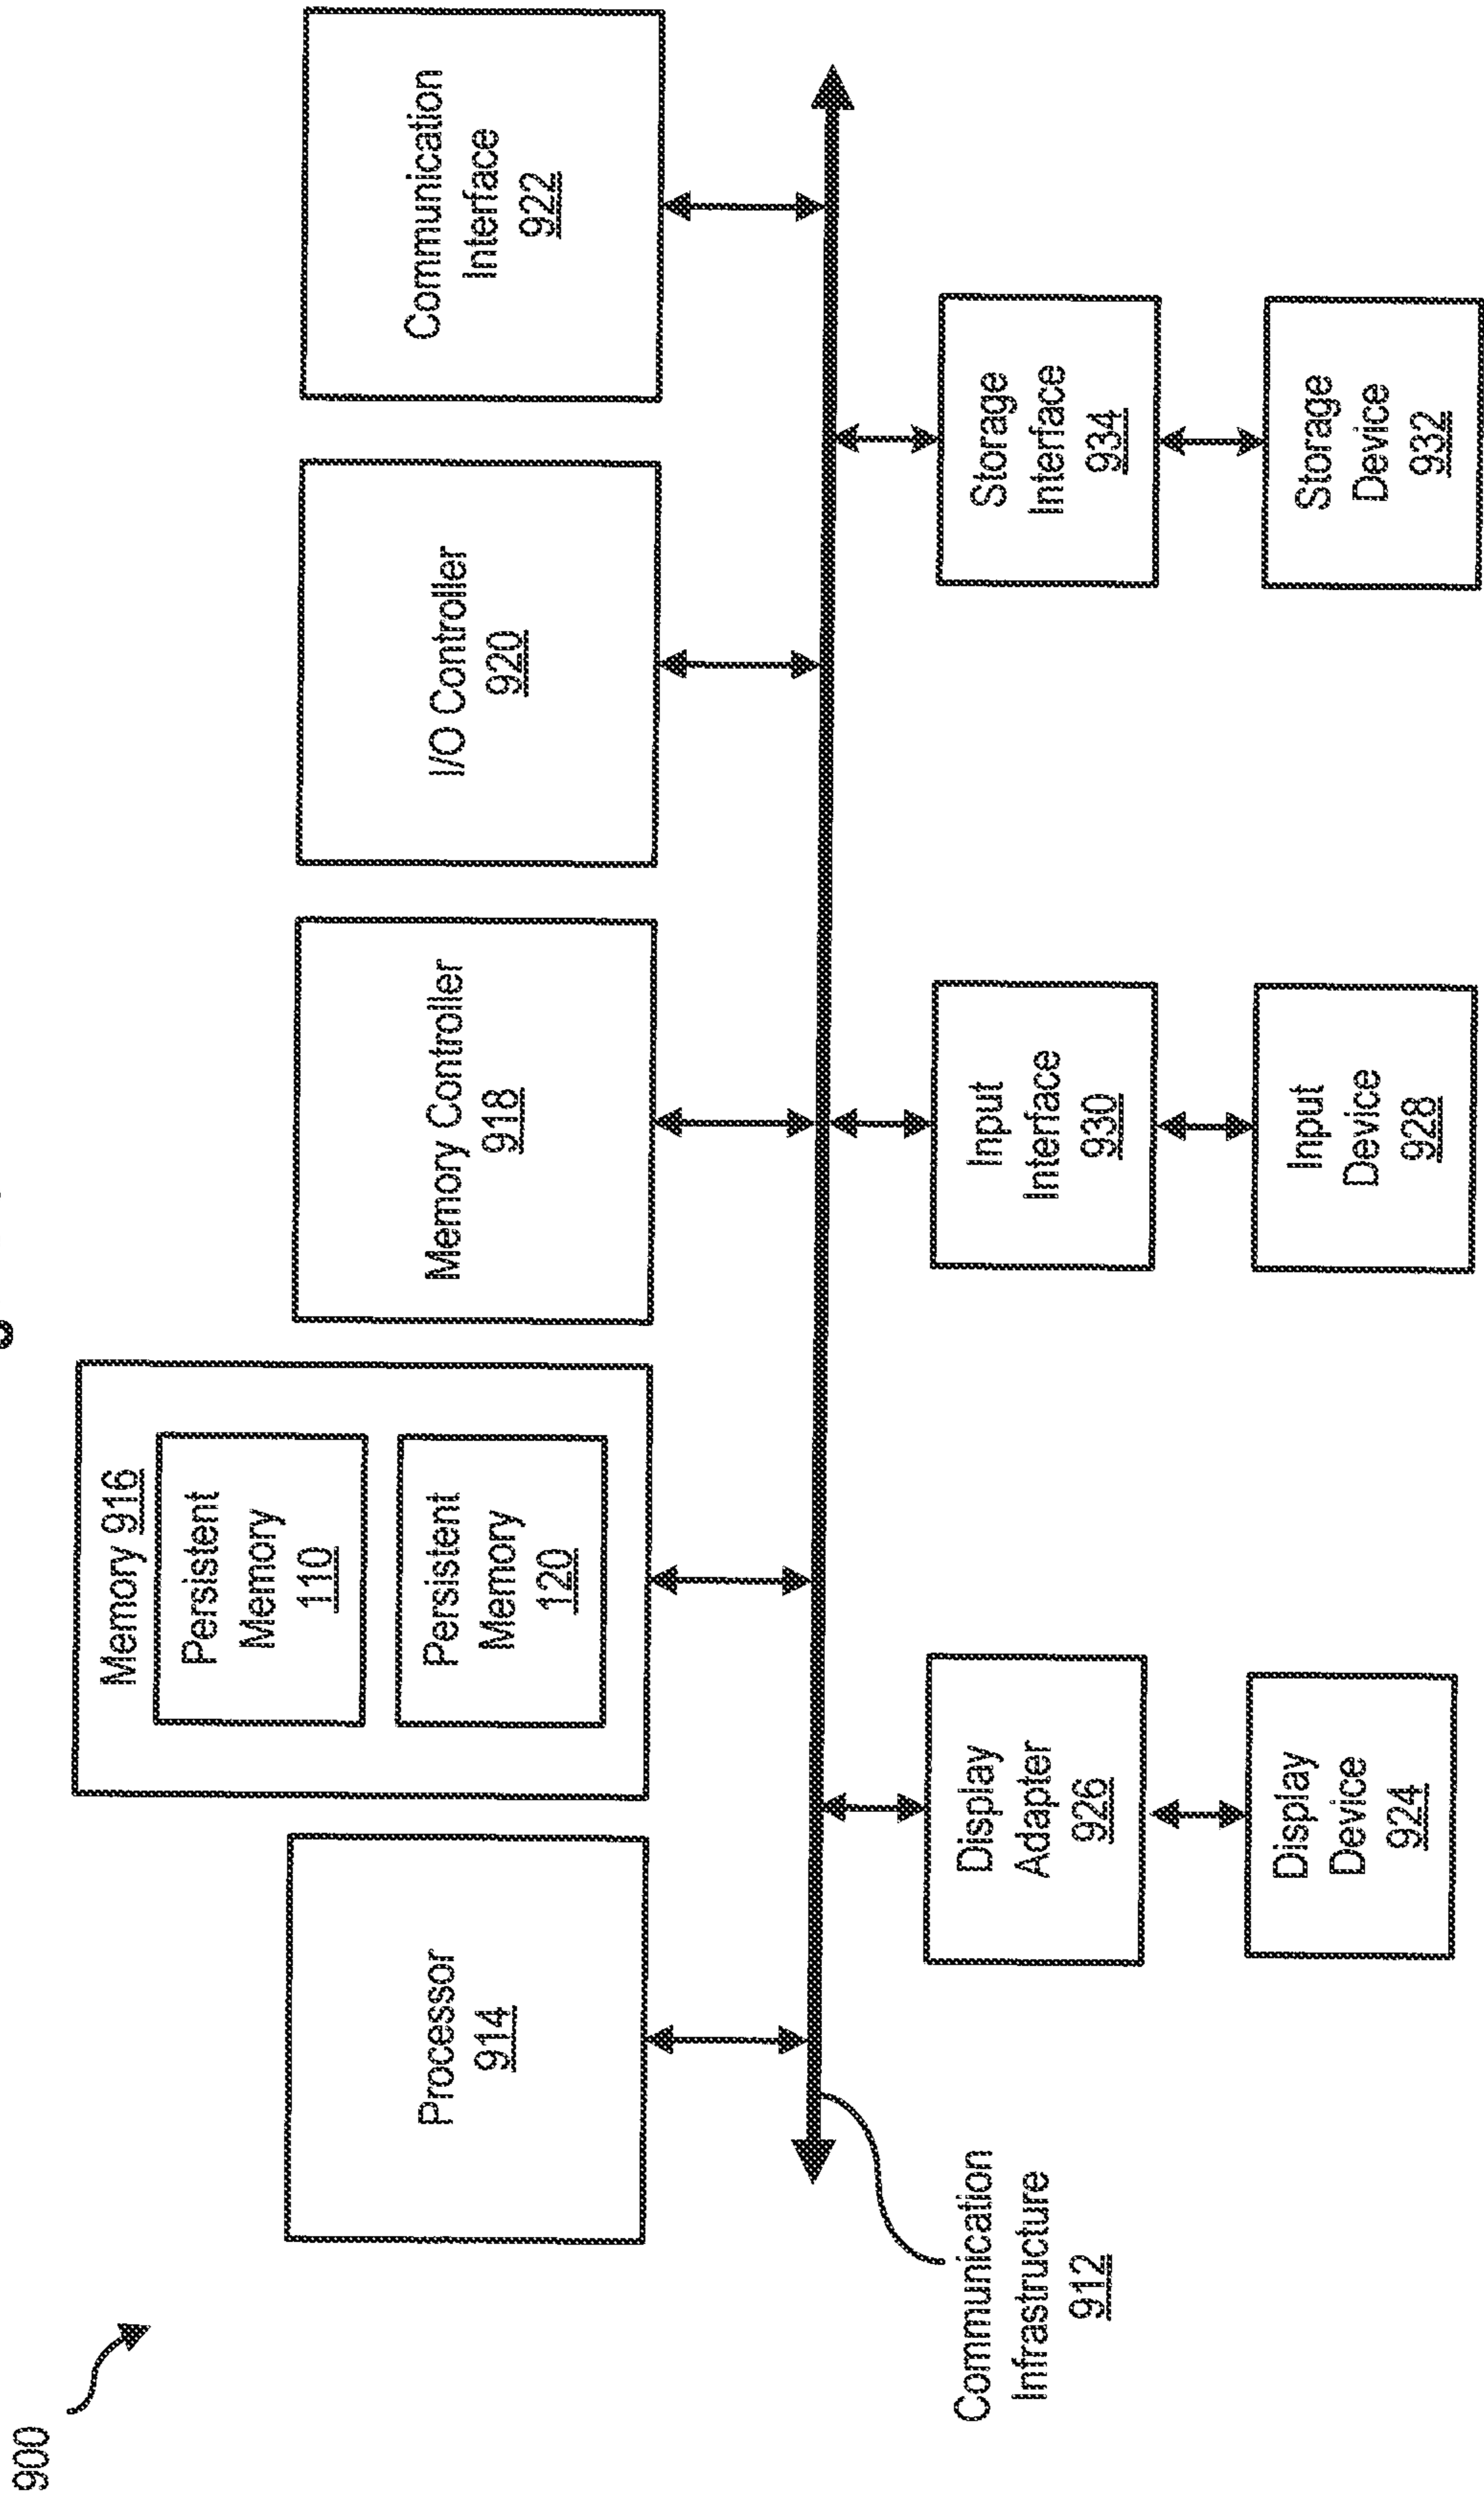 900
Processor
914
Memory 916
Persistent
Memory
110
Persistent
Memory
120
Memory Controller
918
I/O Controller
920
Communication
Interface
922
Communication
Infrastructure
912
Display
Adapter
926
Input
Interface
930
Storage
Interface
934
Display
Device
924
Input
Device
928
Storage
Device
932